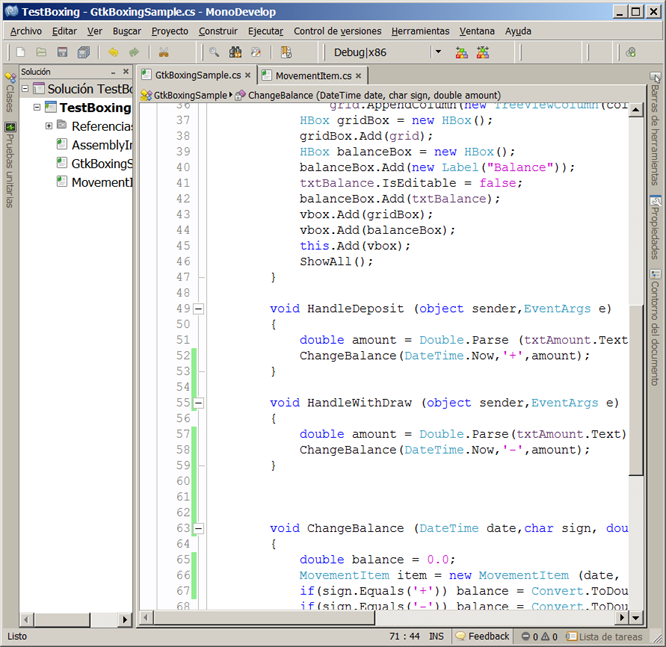 TestBoxing - GtkBoxingSample.cs - MonoDevelop
Archivo Editar Ver Buscar Proyecto Construir Ejecutar Control de versiones Herramientas Ventana Ayuda
Debug|x86
Solución
GtkBoxingSample.cs
MovementItem.cs
Clases
Pruebas unitarias
Solución TestBo
TestBoxing
Referencias
AssemblyIn
GtkBoxingS
MovementI
GtkBoxingSample
ChangeBalance (DateTime date, char sign, double amount)
36 grid.AppendColumn(new TreeViewColumn(col
37 HBox gridBox = new HBox();
38 gridBox.Add(grid);
39 HBox balanceBox = new HBox();
40 balanceBox.Add(new Label("Balance"));
41 txtBalance.IsEditable = false;
42 balanceBox.Add(txtBalance);
43 vbox.Add(gridBox);
44 vbox.Add(balanceBox);
45 this.Add(vbox);
46 ShowAll();
47 }
48
49 void HandleDeposit (object sender,EventArgs e)
50 {
51 double amount = Double.Parse (txtAmount.Text
52 ChangeBalance(DateTime.Now,'+',amount);
53 }
54
55 void HandleWithDraw (object sender,EventArgs e)
56 {
57 double amount = Double.Parse(txtAmount.Text)
58 ChangeBalance(DateTime.Now,'-',amount);
59 }
60
61
62
63 void ChangeBalance (DateTime date,char sign, dou
64 {
65 double balance = 0.0;
66 MovementItem item = new MovementItem (date,
67 if(sign.Equals('+')) balance = Convert.ToDou
68 if(sign.Equals('-')) balance = Convert.ToDou
Barras de herramientas
Propiedades
Contorno del documento
Listo
71 : 44 INS
Feedback
0 0
Lista de tareas